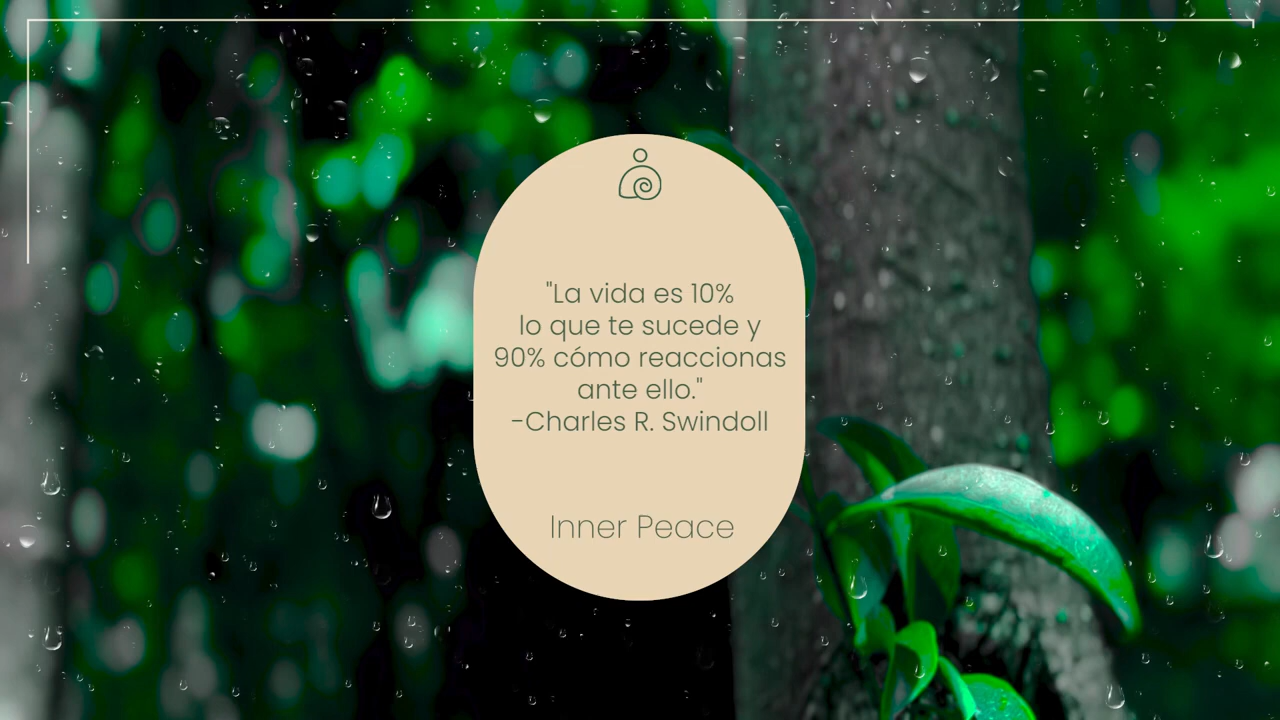 "La vida es 10%
lo que te sucede y
90% cómo reaccionas
ante ello."
-Charles R. Swindoll
Inner Peace